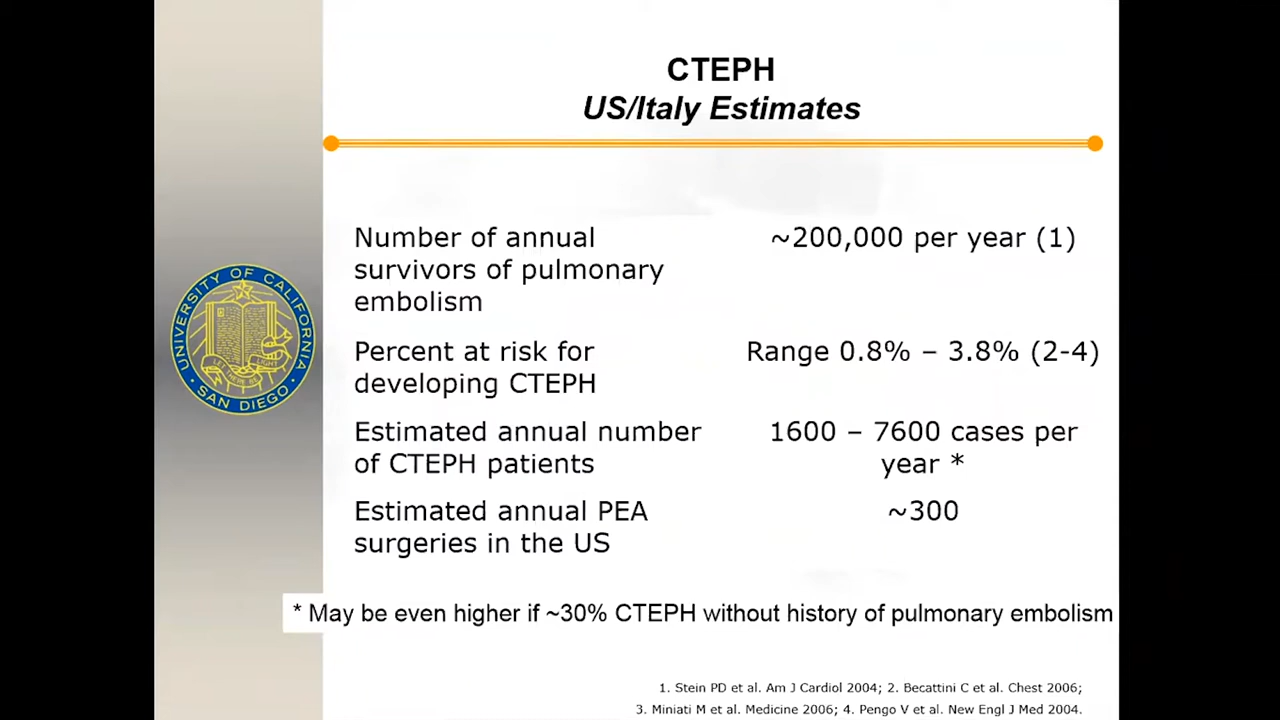 CTEPH
US/Italy Estimates
Number of annual
survivors of pulmonary
embolism
~200,000 per year (1)
Percent at risk for
developing CTEPH
Range 0.8% – 3.8% (2-4)
Estimated annual number
of CTEPH patients
1600 – 7600 cases per
year *
Estimated annual PEA
surgeries in the US
~300
* May be even higher if ~30% CTEPH without history of pulmonary embolism
1. Stein PD et al. Am J Cardiol 2004; 2. Becattini C et al. Chest 2006;
3. Miniati M et al. Medicine 2006; 4. Pengo V et al. New Engl J Med 2004.
UNIVERSITY OF CALIFORNIA
SAN DIEGO
LET THERE BE LIGHT